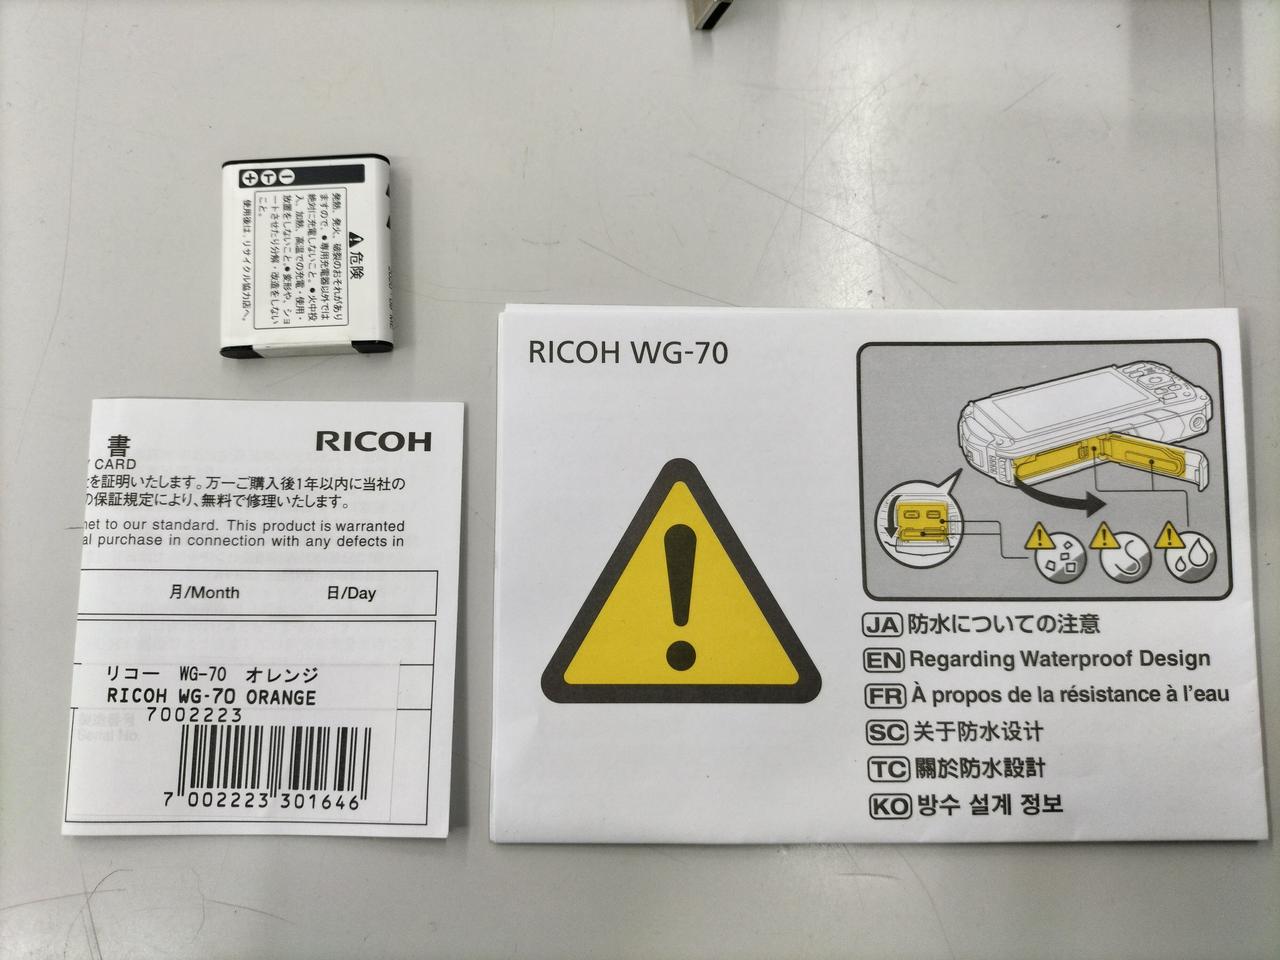 危険
発熱、発火、破裂のおそれがあり
ますので、●専用充電器以外では
絶対に充電しないこと。●火中投
入、加熱、高温での充電・使用・
放置をしないこと。●変形や、ショ
ートさせたり分解・改造をしない
こと。
使用後は、リサイクル協力店へ。
書
RICOH
CARD
を証明いたします。万一ご購入後1年以内に当社の
保証規定により、無料で修理いたします。
net to our standard. This product is warranted
al purchase in connection with any defects in
月/Month 日/Day
リコー WG-70 オレンジ
RICOH WG-70 ORANGE
7002223
Serial No.
7 002223 301646
RICOH WG-70
JA 防水についての注意
EN Regarding Waterproof Design
FR À propos de la résistance à l'eau
SC 关于防水设计
TC 關於防水設計
KO 방수 설계 정보